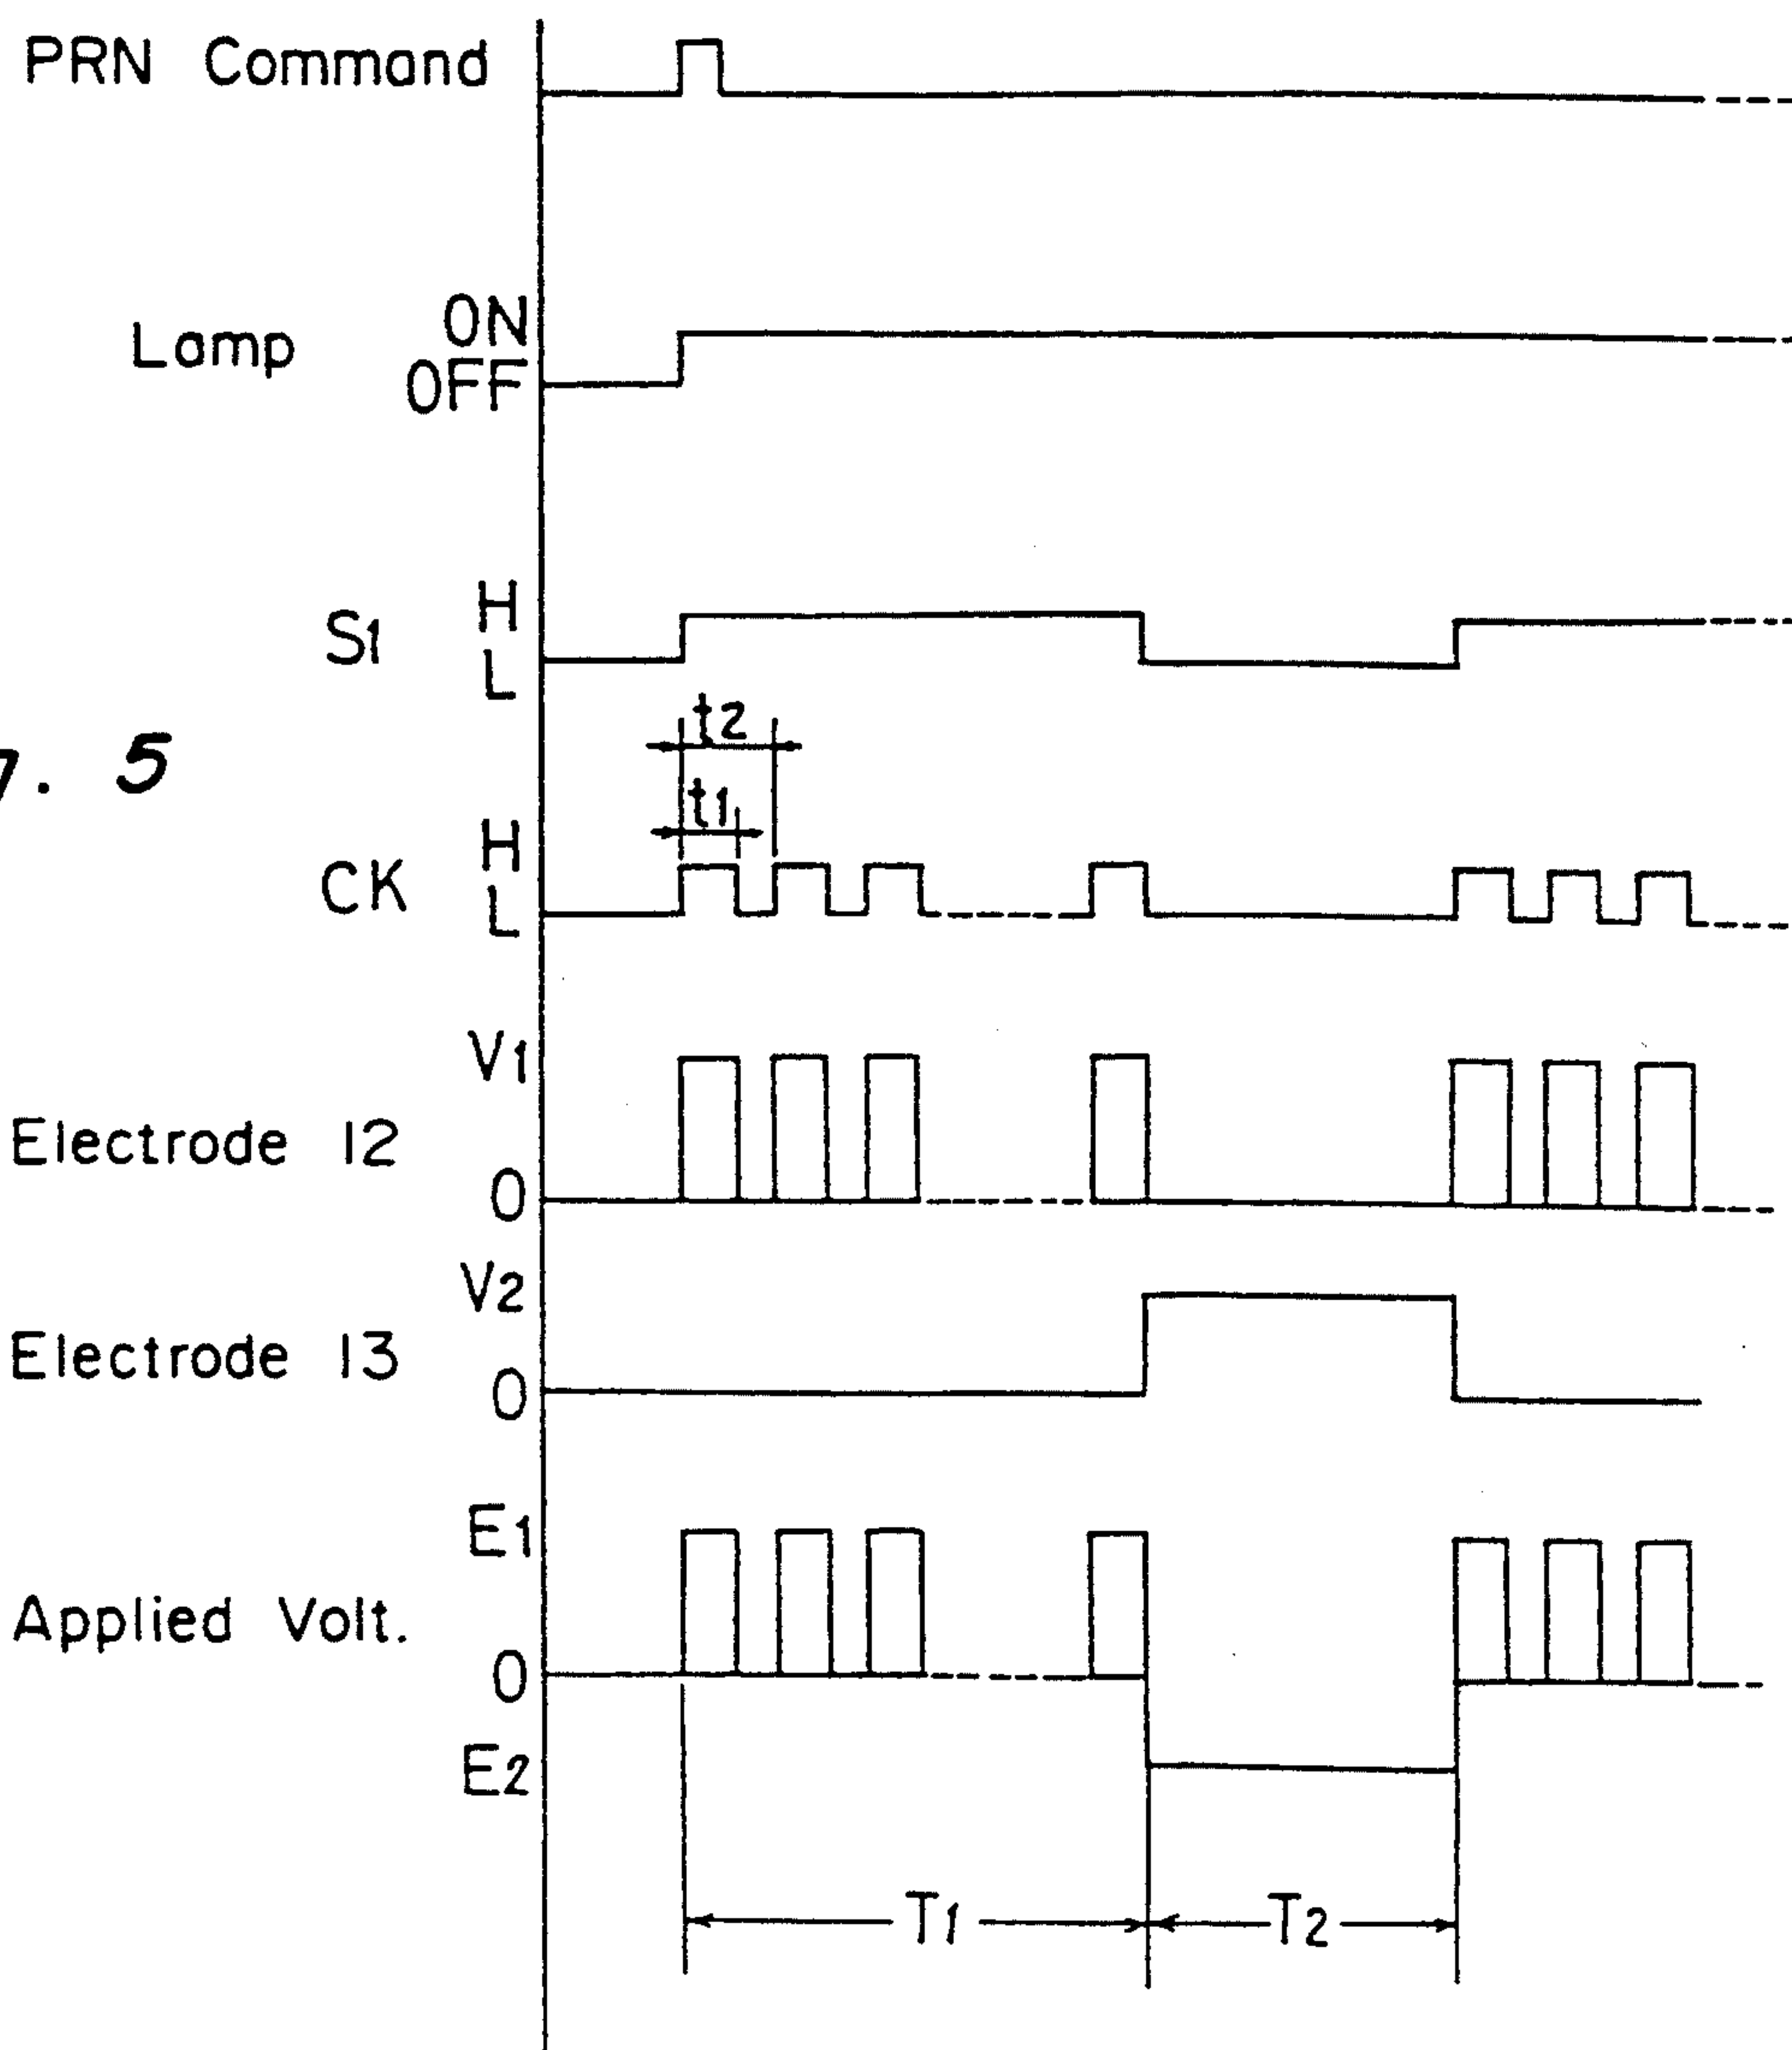 PRN Command
Lamp
ON
OFF
S1
H
L
t2
. 5
t1
CK
H
L
V1
Electrode 12
0
V2
Electrode 13
0
E1
Applied Volt.
0
E2
T1
T2